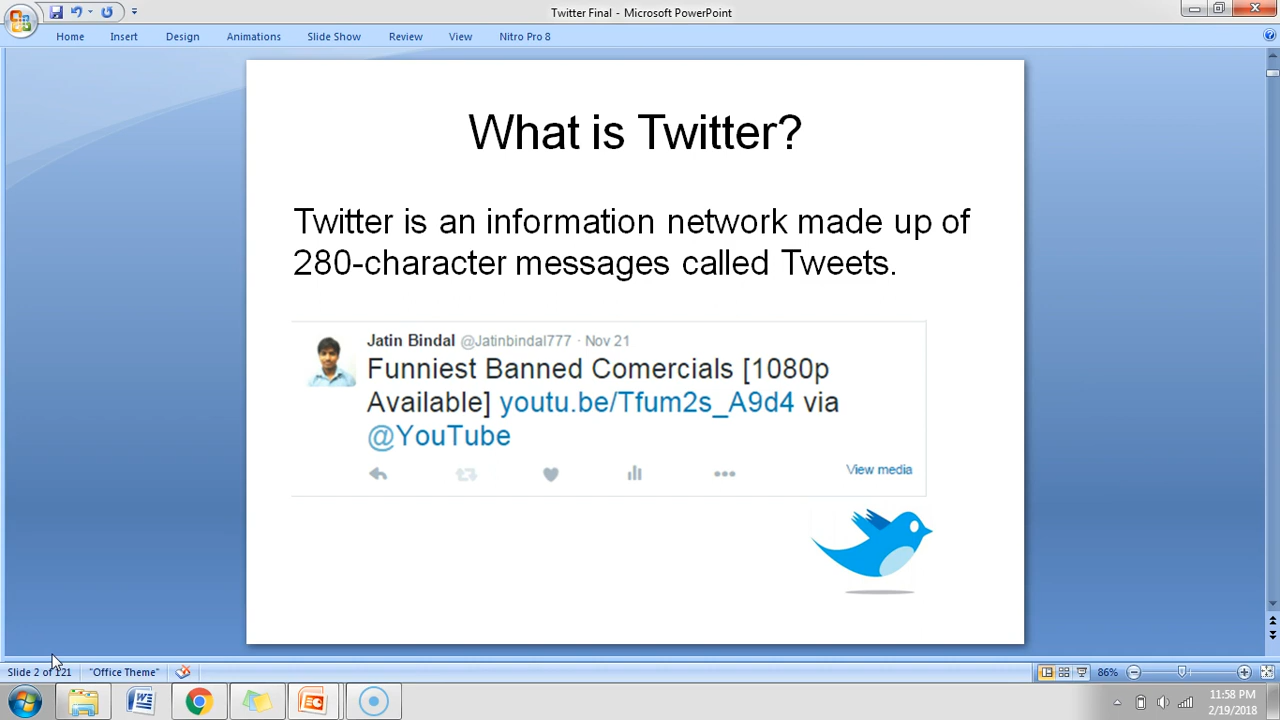 Twitter Final - Microsoft PowerPoint
Home Insert Design Animations Slide Show Review View Nitro Pro 8
What is Twitter?
Twitter is an information network made up of
280-character messages called Tweets.
Jatin Bindal @Jatinbindal777 · Nov 21
Funniest Banned Comercials [1080p
Available] youtu.be/Tfum2s_A9d4 via
@YouTube
View media
Slide 2 of 121 "Office Theme" 86%
11:58 PM
2/19/2018